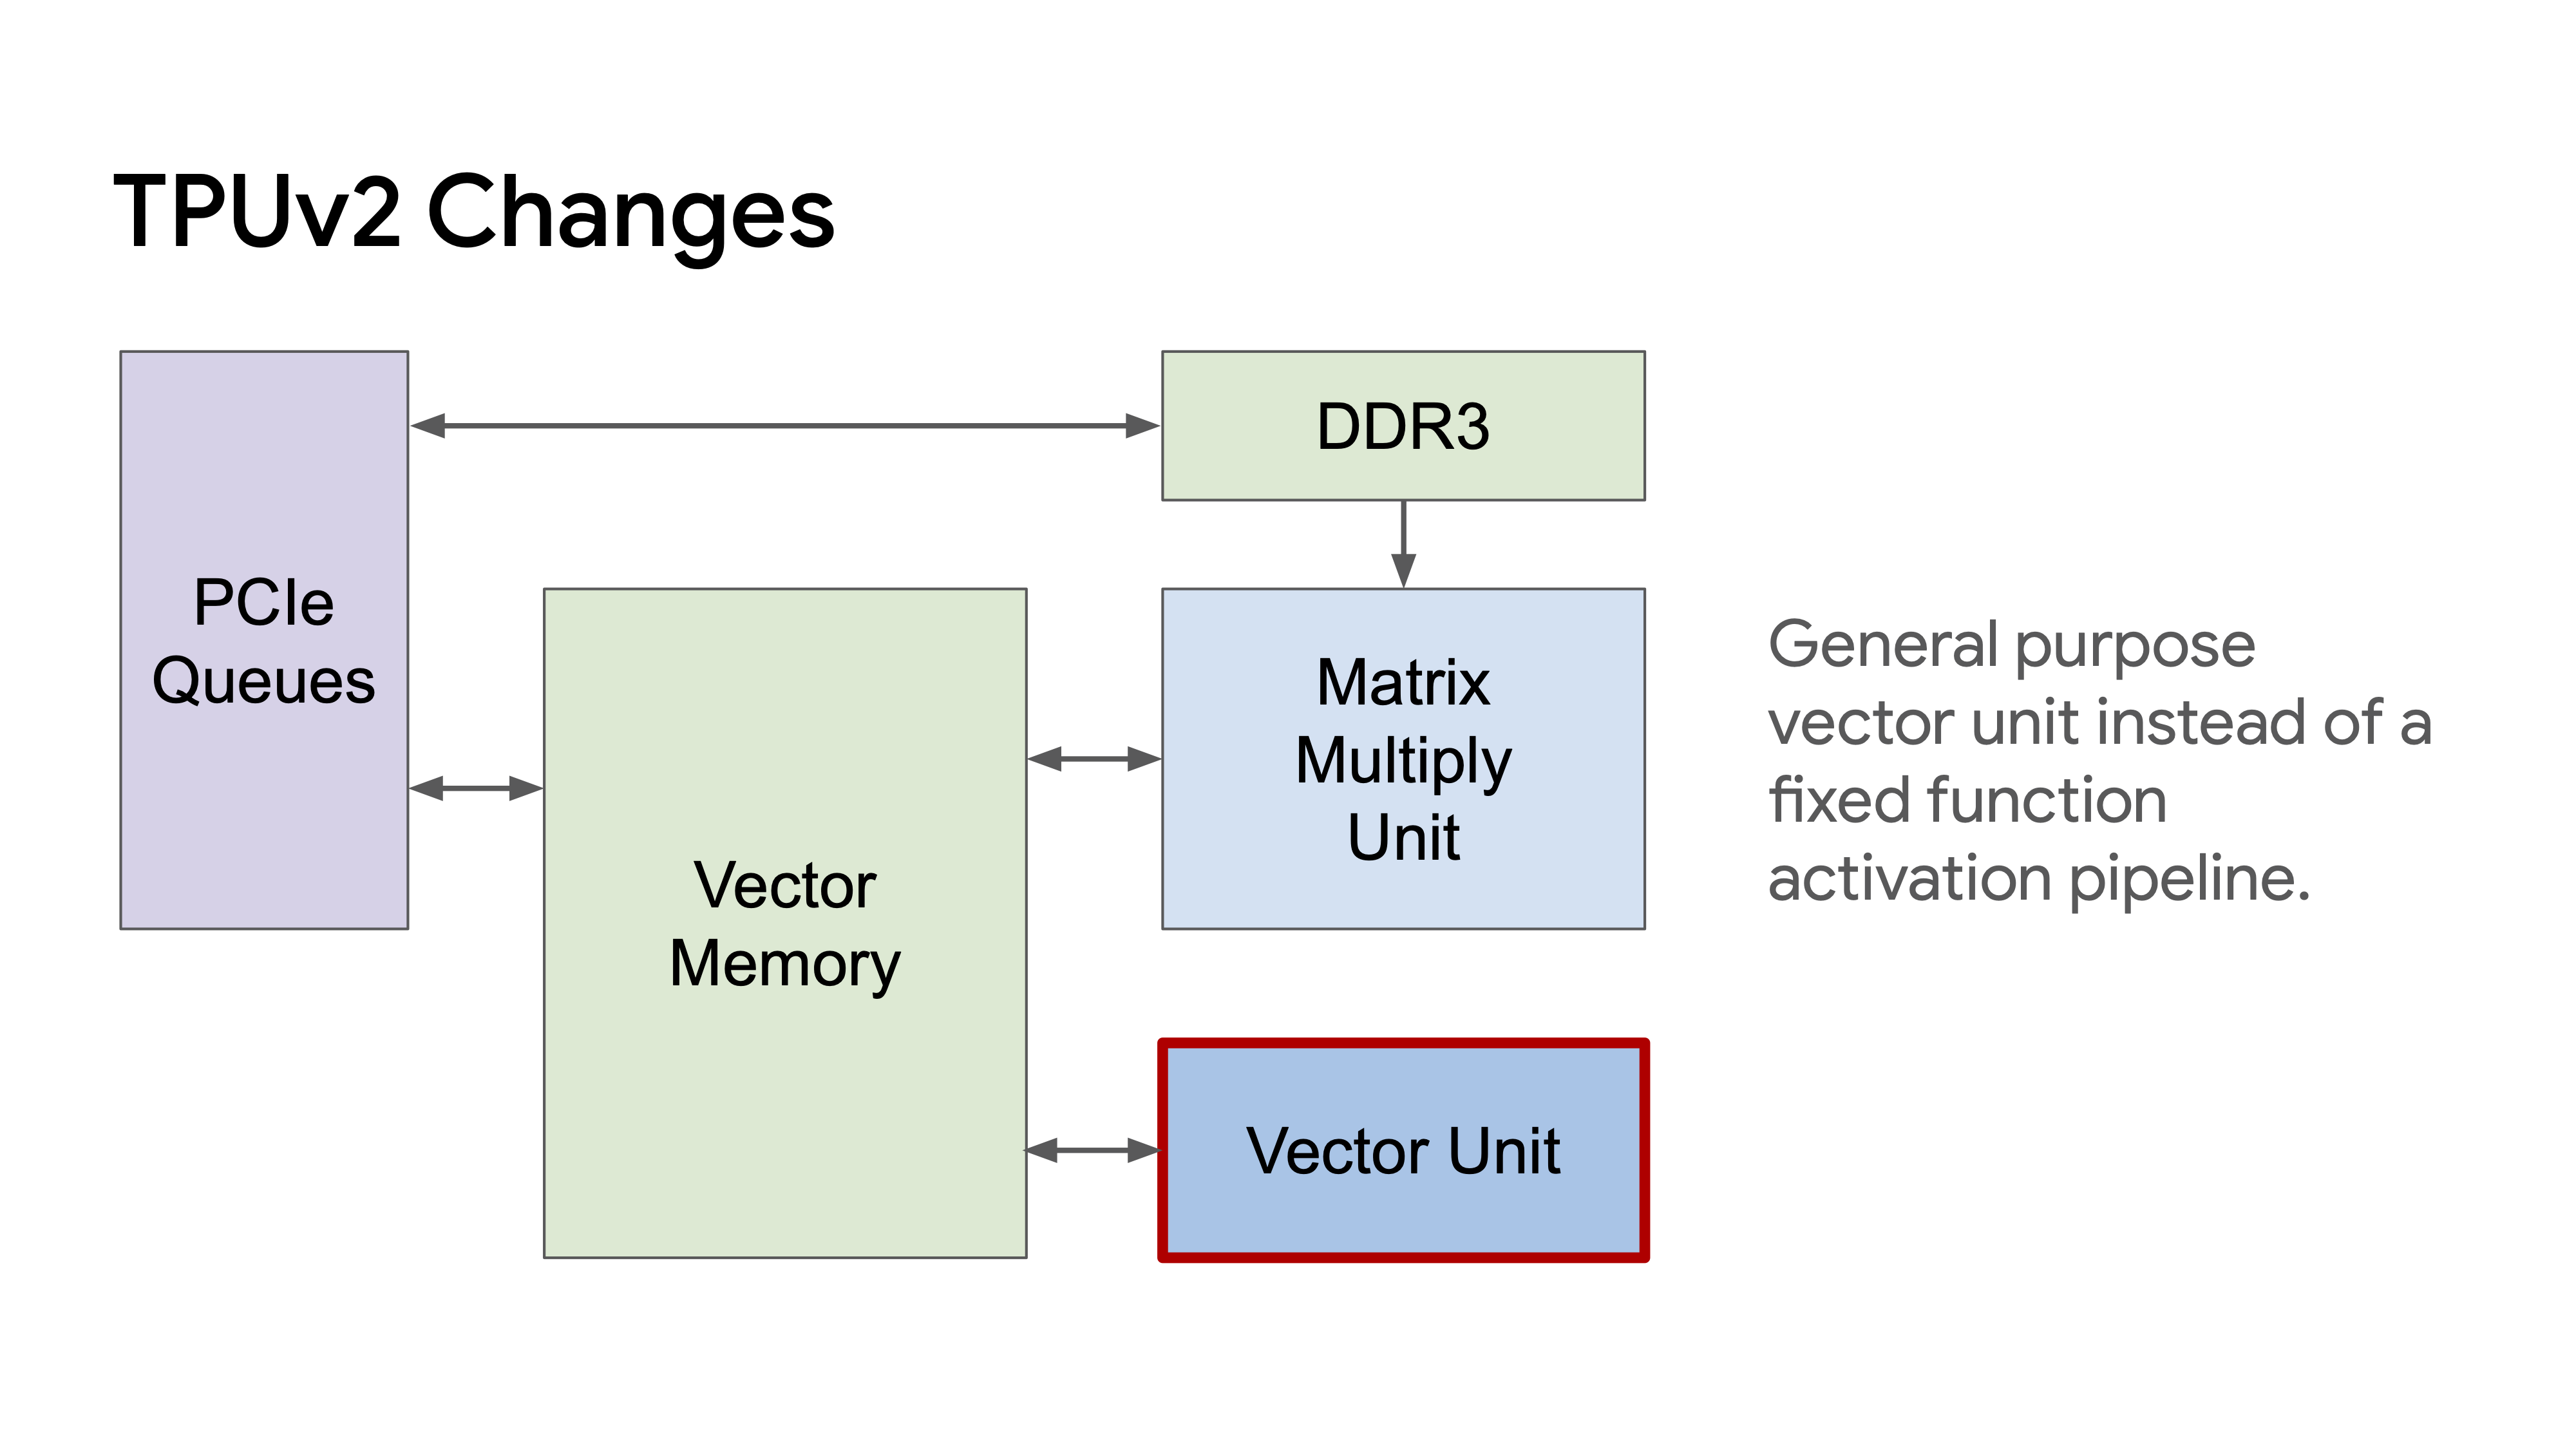 TPUv2 Changes
PCIe
Queues
DDR3
Vector
Memory
Matrix
Multiply
Unit
Vector Unit
General purpose
vector unit instead of a
fixed function
activation pipeline.